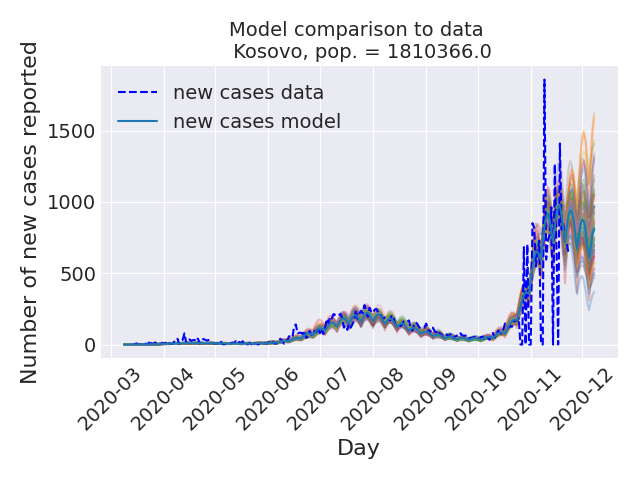 Model comparison to data
Kosovo, pop. = 1810366.0
Number of new cases reported
new cases data
new cases model
1500
1000
500
0
2020-03
2020-04
2020-05
2020-06
2020-07
2020-08
2020-09
2020-10
2020-11
2020-12
Day